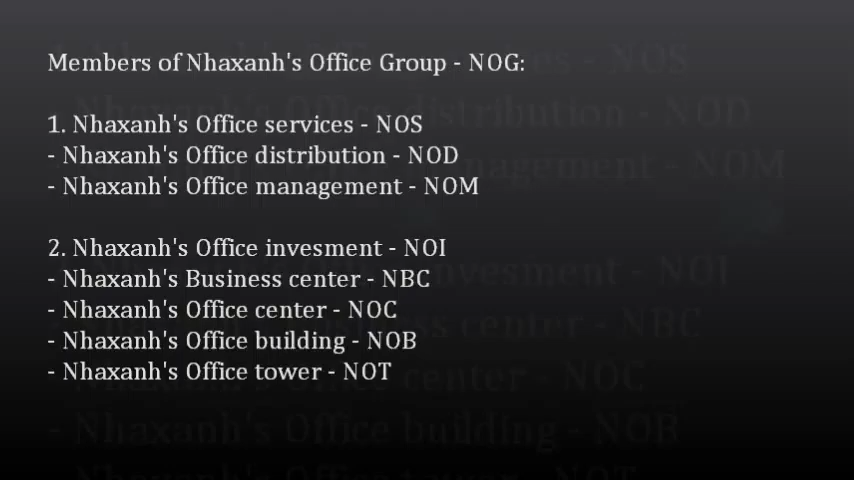 Members of Nhaxanh's Office Group - NOG:
1. Nhaxanh's Office services - NOS
- Nhaxanh's Office distribution - NOD
- Nhaxanh's Office management - NOM
2. Nhaxanh's Office invesment - NOI
- Nhaxanh's Business center - NBC
- Nhaxanh's Office center - NOC
- Nhaxanh's Office building - NOB
- Nhaxanh's Office tower - NOT